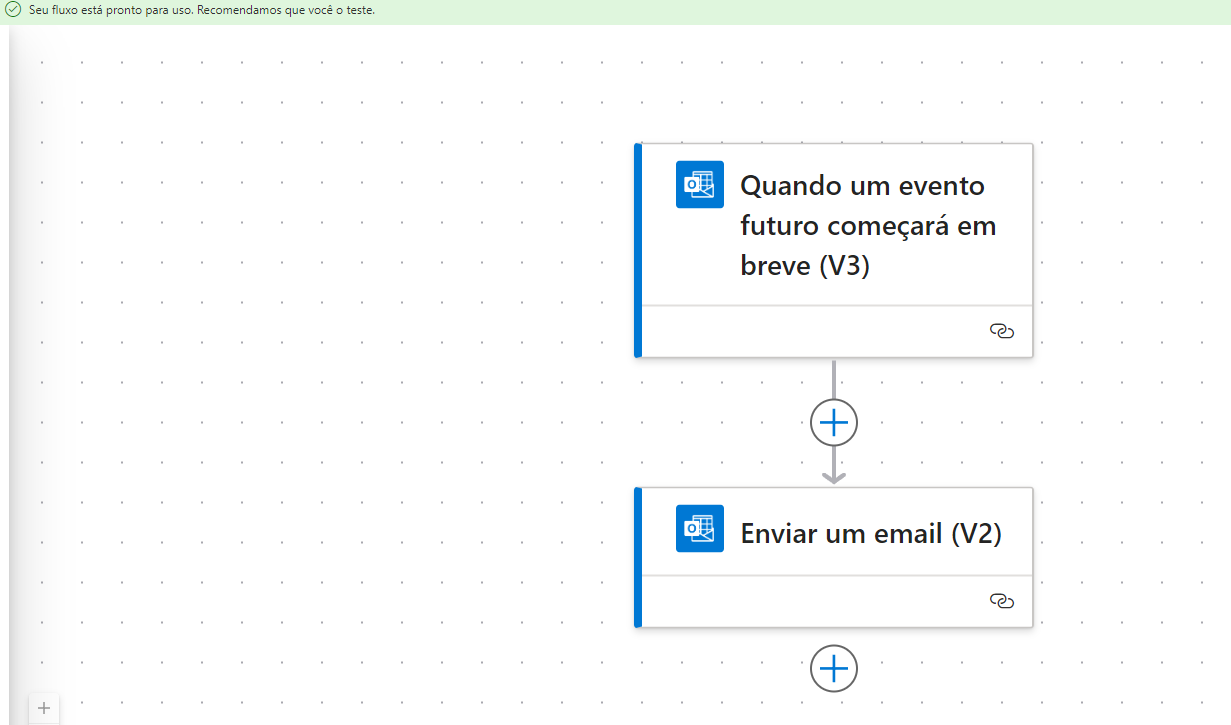 Seu fluxo está pronto para uso. Recomendamos que você o teste.
Quando um evento
futuro começará em
breve (V3)
Enviar um email (V2)